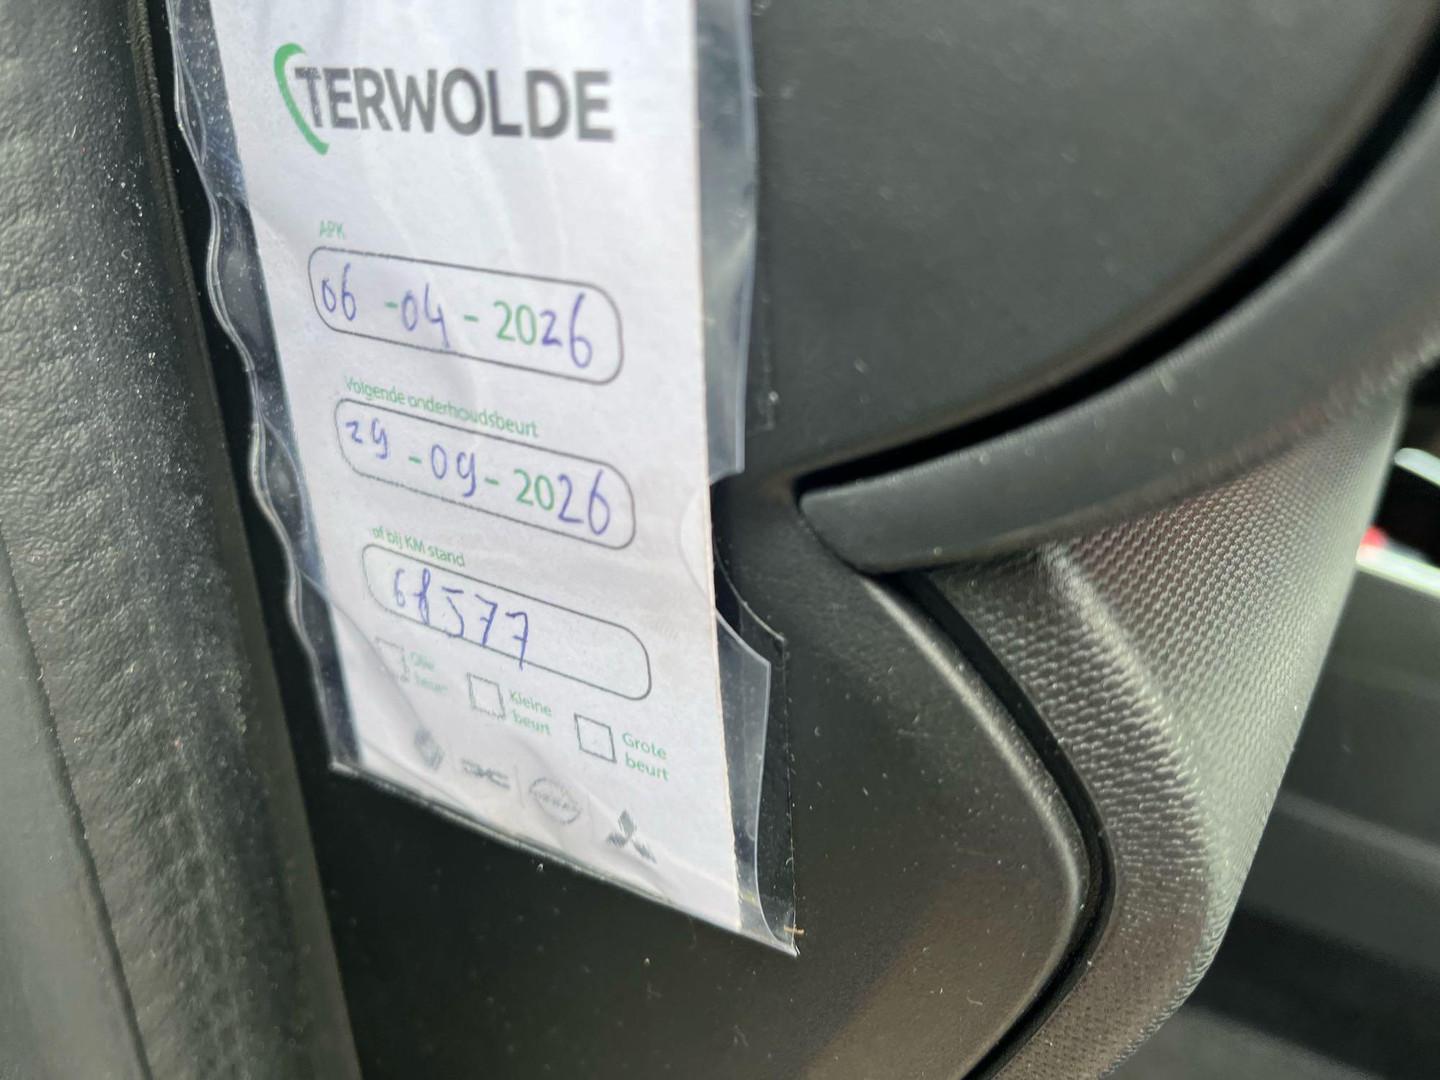 TERWOLDE
APK
06-04-2026
Volgende onderhoudsbeurt
29-09-2026
of bij KM stand
68577
Olie beurt
Kleine beurt
Grote beurt